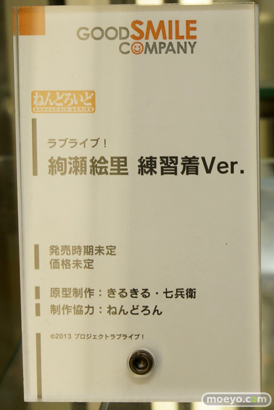 GOODSMILE
COMPANY
ねんどろいど
ラブライブ！
絢瀬絵里 練習着Ver.
発売時期未定
価格未定
原型制作：きるきる・七兵衛
制作協力：ねんどろん
©2013 プロジェクトラブライブ！
moeyo.com